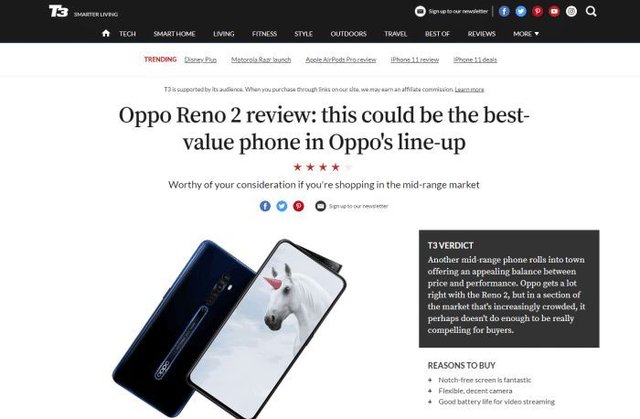 T3 SMARTER LIVING
Sign up to our newsletter
TECH SMART HOME LIVING FITNESS STYLE OUTDOORS TRAVEL BEST OF REVIEWS MORE
TRENDING Disney Plus Motorola Razr launch Apple AirPods Pro review iPhone 11 review iPhone 11 deals
T3 is supported by its audience. When you purchase through links on our site, we may earn an affiliate commission. Learn more
Oppo Reno 2 review: this could be the best-
value phone in Oppo's line-up
Worthy of your consideration if you're shopping in the mid-range market
Sign up to our newsletter
oppo
T3 VERDICT
Another mid-range phone rolls into town
offering an appealing balance between
price and performance. Oppo gets a lot
right with the Reno 2, but in a section of
the market that's increasingly crowded, it
perhaps doesn't do enough to be really
compelling for buyers.
REASONS TO BUY
+ Notch-free screen is fantastic
+ Flexible, decent camera
+ Good battery life for video streaming